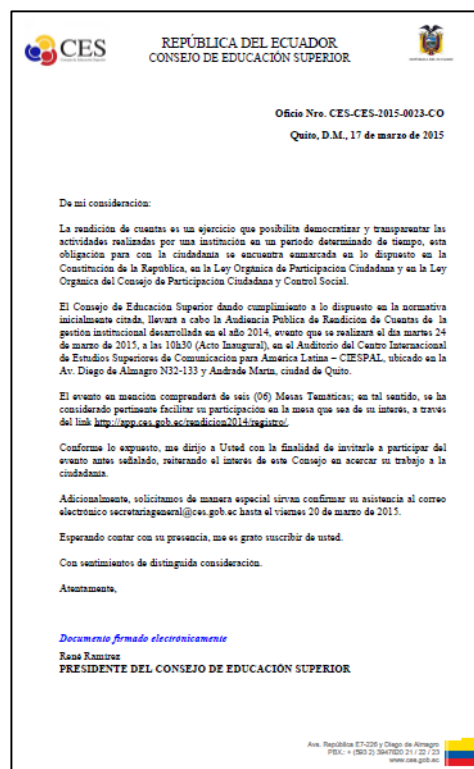 CES
REPÚBLICA DEL ECUADOR
CONSEJO DE EDUCACIÓN SUPERIOR
Oficio Nro. CES-CES-2015-0023-CO
Quito, D.M., 17 de marzo de 2015
De mi consideración:
La rendición de cuentas es un ejercicio que posibilita democratizar y transparentar las
actividades realizadas por una institución en un periodo determinado de tiempo, esta
obligación para con la ciudadanía se encuentra enmarcada en lo dispuesto en la
Constitución de la República, en la Ley Orgánica de Participación Ciudadana y en la Ley
Orgánica del Consejo de Participación Ciudadana y Control Social.
El Consejo de Educación Superior dando cumplimiento a lo dispuesto en la normativa
inicialmente citada, llevará a cabo la Audiencia Pública de Rendición de Cuentas de la
gestión institucional desarrollada en el año 2014, evento que se realizará el día martes 24
de marzo de 2015, a las 10h30 (Acto Inaugural), en el Auditorio del Centro Internacional
de Estudios Superiores de Comunicación para América Latina – CIESPAL, ubicado en la
Av. Diego de Almagro N32-133 y Andrade Marín, ciudad de Quito.
El evento en mención comprenderá de seis (06) Mesas Temáticas; en tal sentido, se ha
considerado pertinente facilitar su participación en la mesa que sea de su interés, a través
del link http://app.ces.gob.ec/rendicion2014/registro/.
Conforme lo expuesto, me dirijo a Usted con la finalidad de invitarle a participar del
evento antes señalado, reiterando el interés de este Consejo en acercar su trabajo a la
ciudadanía.
Adicionalmente, solicitamos de manera especial sirvan confirmar su asistencia al correo
electrónico secretariageneral@ces.gob.ec hasta el viernes 20 de marzo de 2015.
Esperando contar con su presencia, me es grato suscribir de usted.
Con sentimientos de distinguida consideración.
Atentamente,
Documento firmado electrónicamente
René Ramírez
PRESIDENTE DEL CONSEJO DE EDUCACIÓN SUPERIOR
Ave. República E7-226 y Diego de Almagro
PBX.: + (593 2) 3947820 21 / 22 / 23
www.ces.gob.ec